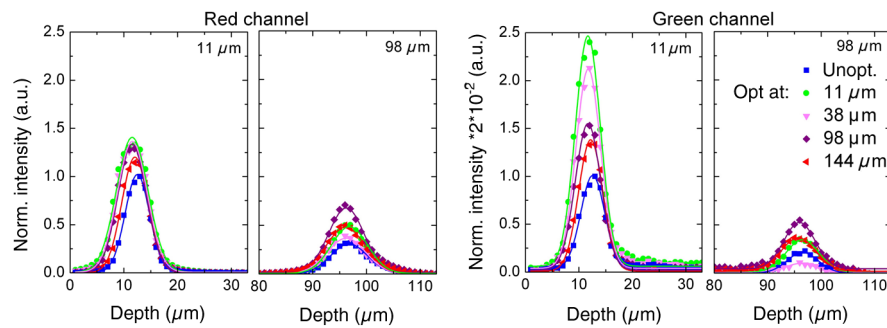 Red channel
Green channel
11 µm
98 µm
11 µm
98 µm
2.5
2.0
1.5
1.0
0.5
0.0
Norm. intensity (a.u.)
0 10 20 30
80 90 100 110
Depth (µm)
Depth (µm)
2.5
2.0
1.5
1.0
0.5
0.0
Norm. intensity *2*10⁻² (a.u.)
0 10 20 30
80 90 100 110
Depth (µm)
Depth (µm)
Unopt.
Opt at: 11 µm
38 µm
98 µm
144 µm